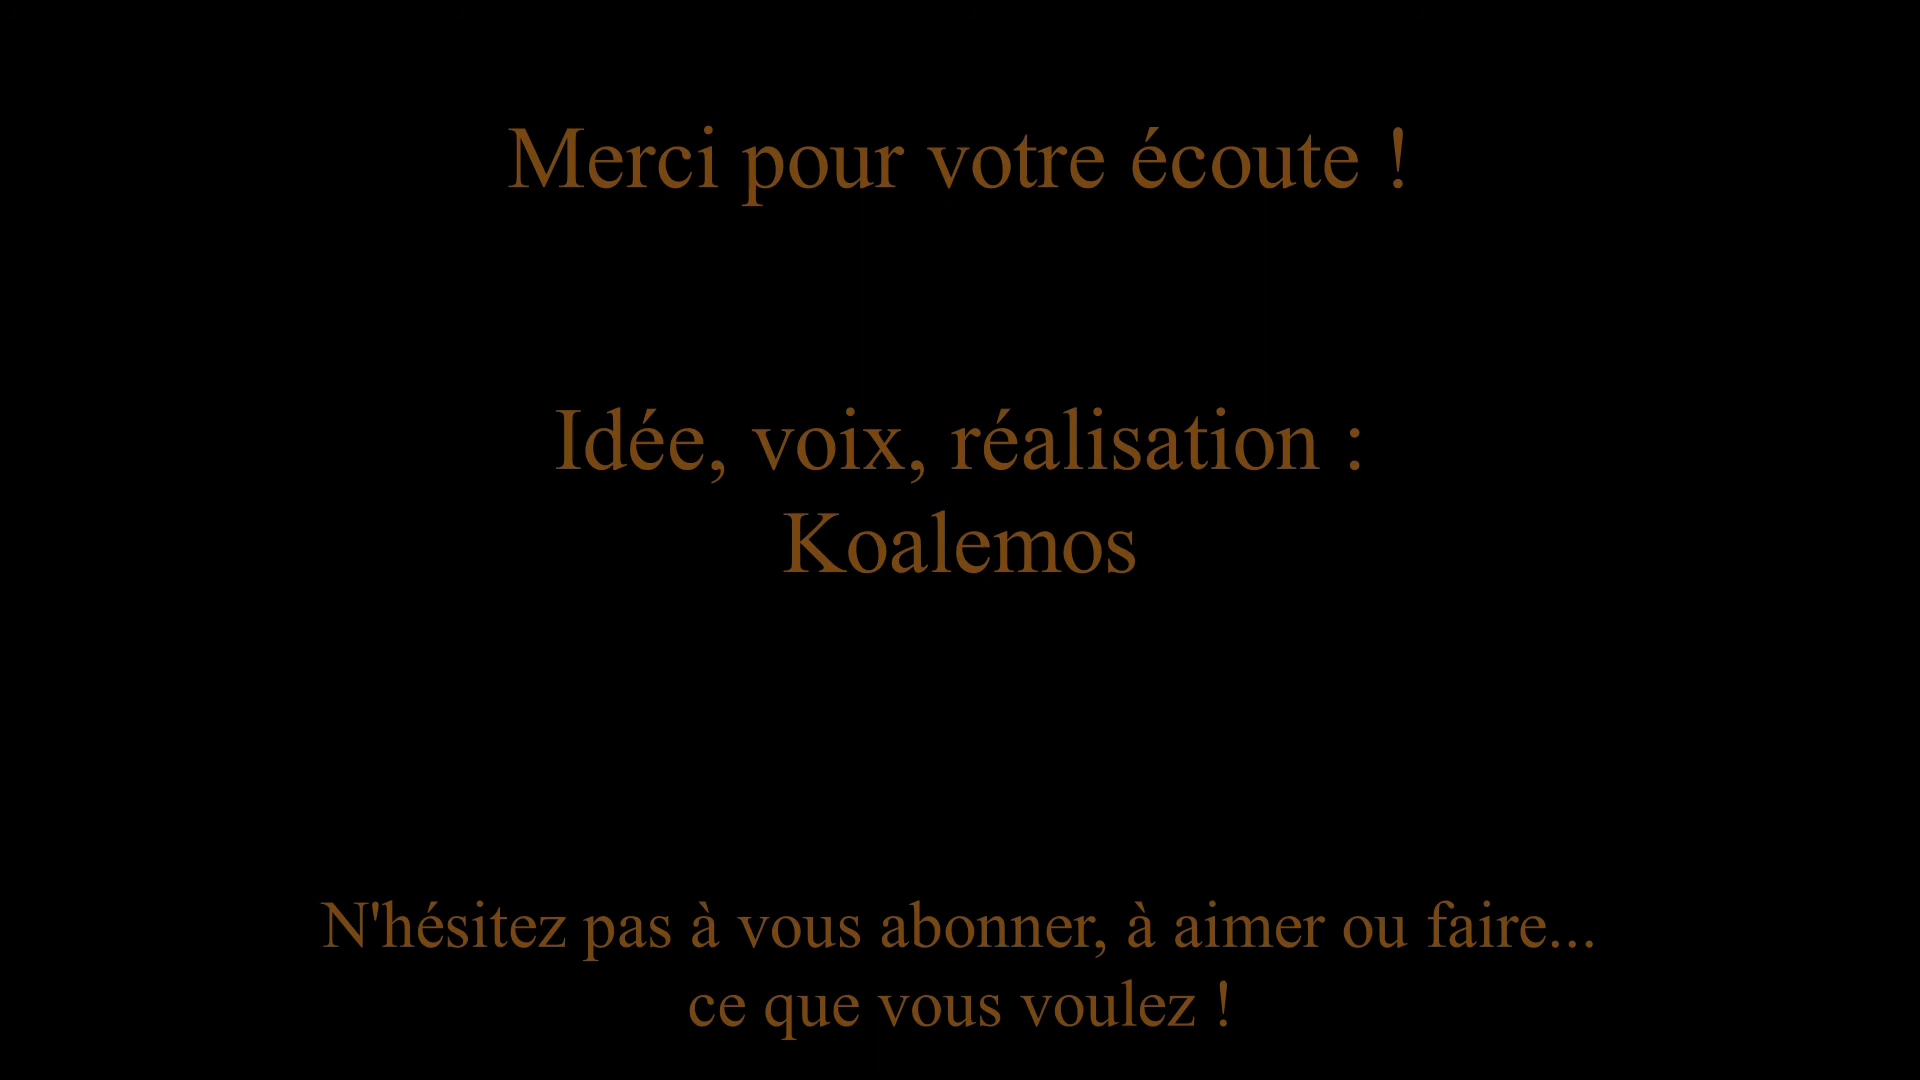 Merci pour votre écoute !
Idée, voix, réalisation :
Koalemos
N'hésitez pas à vous abonner, à aimer ou faire...
ce que vous voulez !